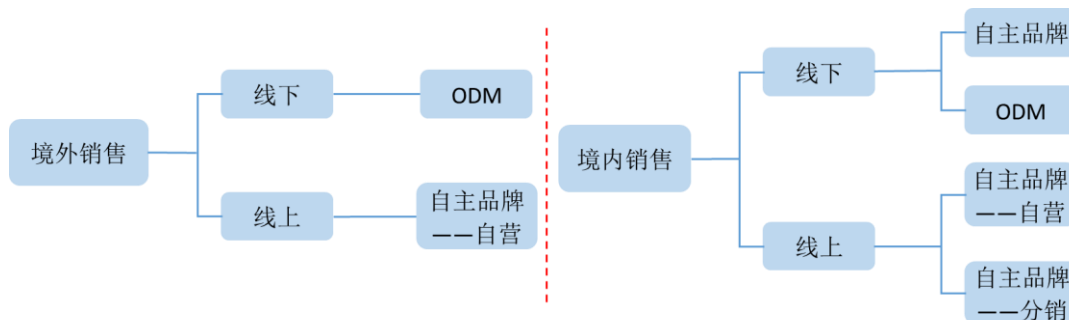 境外销售
线下
ODM
线上
自主品牌
——自营
境内销售
线下
自主品牌
ODM
线上
自主品牌
——自营
自主品牌
——分销